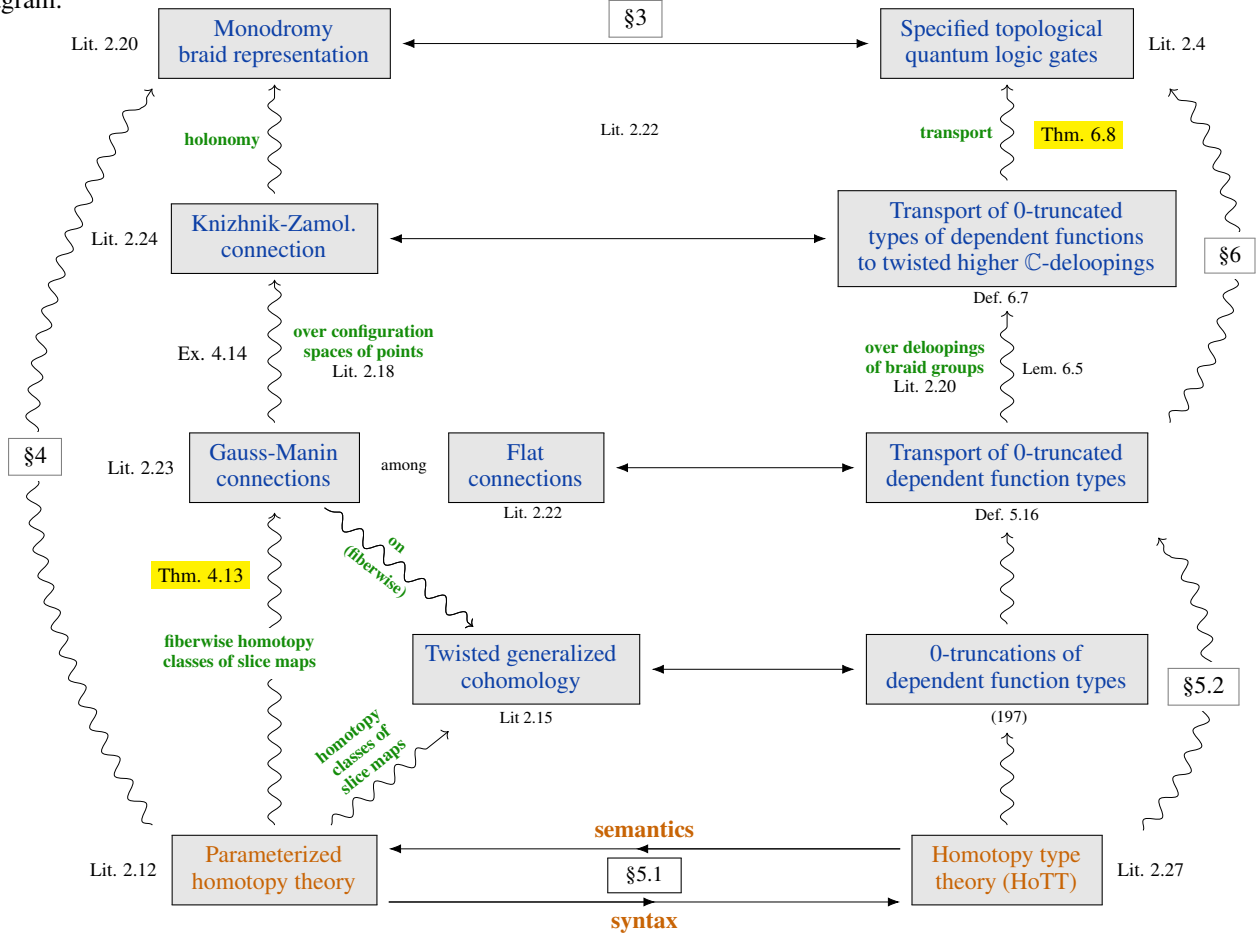 gram.
§3
Lit. 2.20
Monodromy
braid representation
Specified topological
quantum logic gates
Lit. 2.4
holonomy
Lit. 2.22
transport
Thm. 6.8
Lit. 2.24
Knizhnik-Zamol.
connection
Transport of 0-truncated
types of dependent functions
to twisted higher ℂ-deloopings
Def. 6.7
§6
Ex. 4.14
over configuration
spaces of points
Lit. 2.18
over deloopings
of braid groups
Lit. 2.20
Lem. 6.5
§4
Lit. 2.23
Gauss-Manin
connections
among
Flat
connections
Lit. 2.22
Transport of 0-truncated
dependent function types
Def. 5.16
on
(fiberwise)
Thm. 4.13
fiberwise homotopy
classes of slice maps
Twisted generalized
cohomology
Lit 2.15
0-truncations of
dependent function types
(197)
§5.2
homotopy
classes of
slice maps
Lit. 2.12
Parameterized
homotopy theory
semantics
§5.1
syntax
Homotopy type
theory (HoTT)
Lit. 2.27